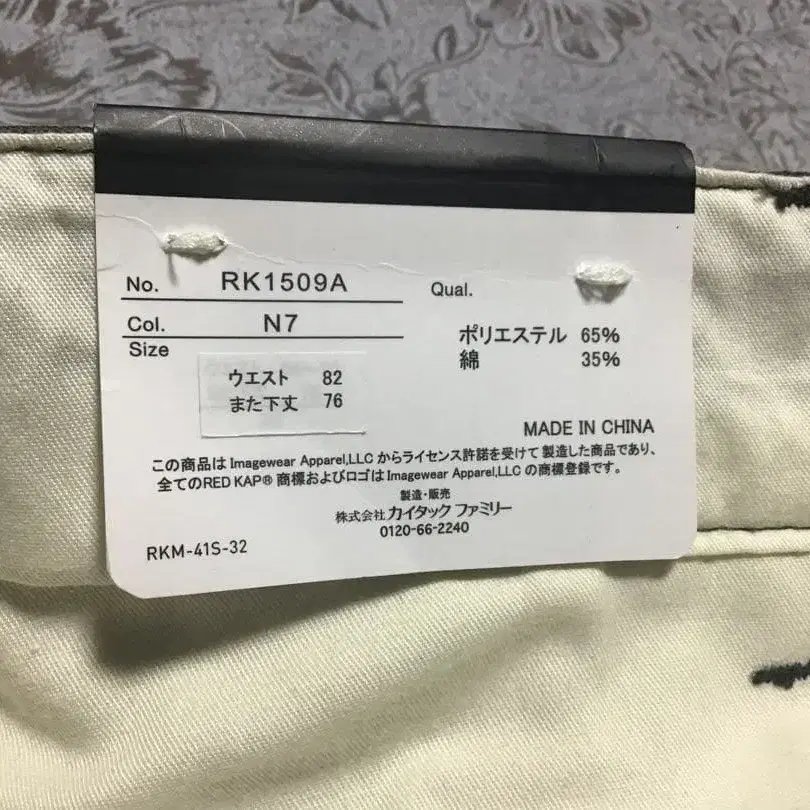 No. RK1509A
Col. N7
Size
ウエスト 82
また下丈 76
Qual.
ポリエステル 65%
綿 35%
MADE IN CHINA
この商品は Imagewear Apparel,LLC からライセンス許諾を受けて 製造した商品であり、
全てのRED KAP® 商標およびロゴは Imagewear Apparel,LLC の商標登録です。
製造・販売
株式会社 カイタック ファミリー
0120-66-2240
RKM-41S-32